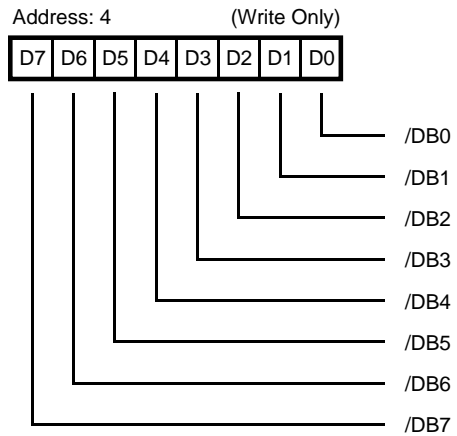 Address: 4 (Write Only)
D7 D6 D5 D4 D3 D2 D1 D0
/DB0
/DB1
/DB2
/DB3
/DB4
/DB5
/DB6
/DB7